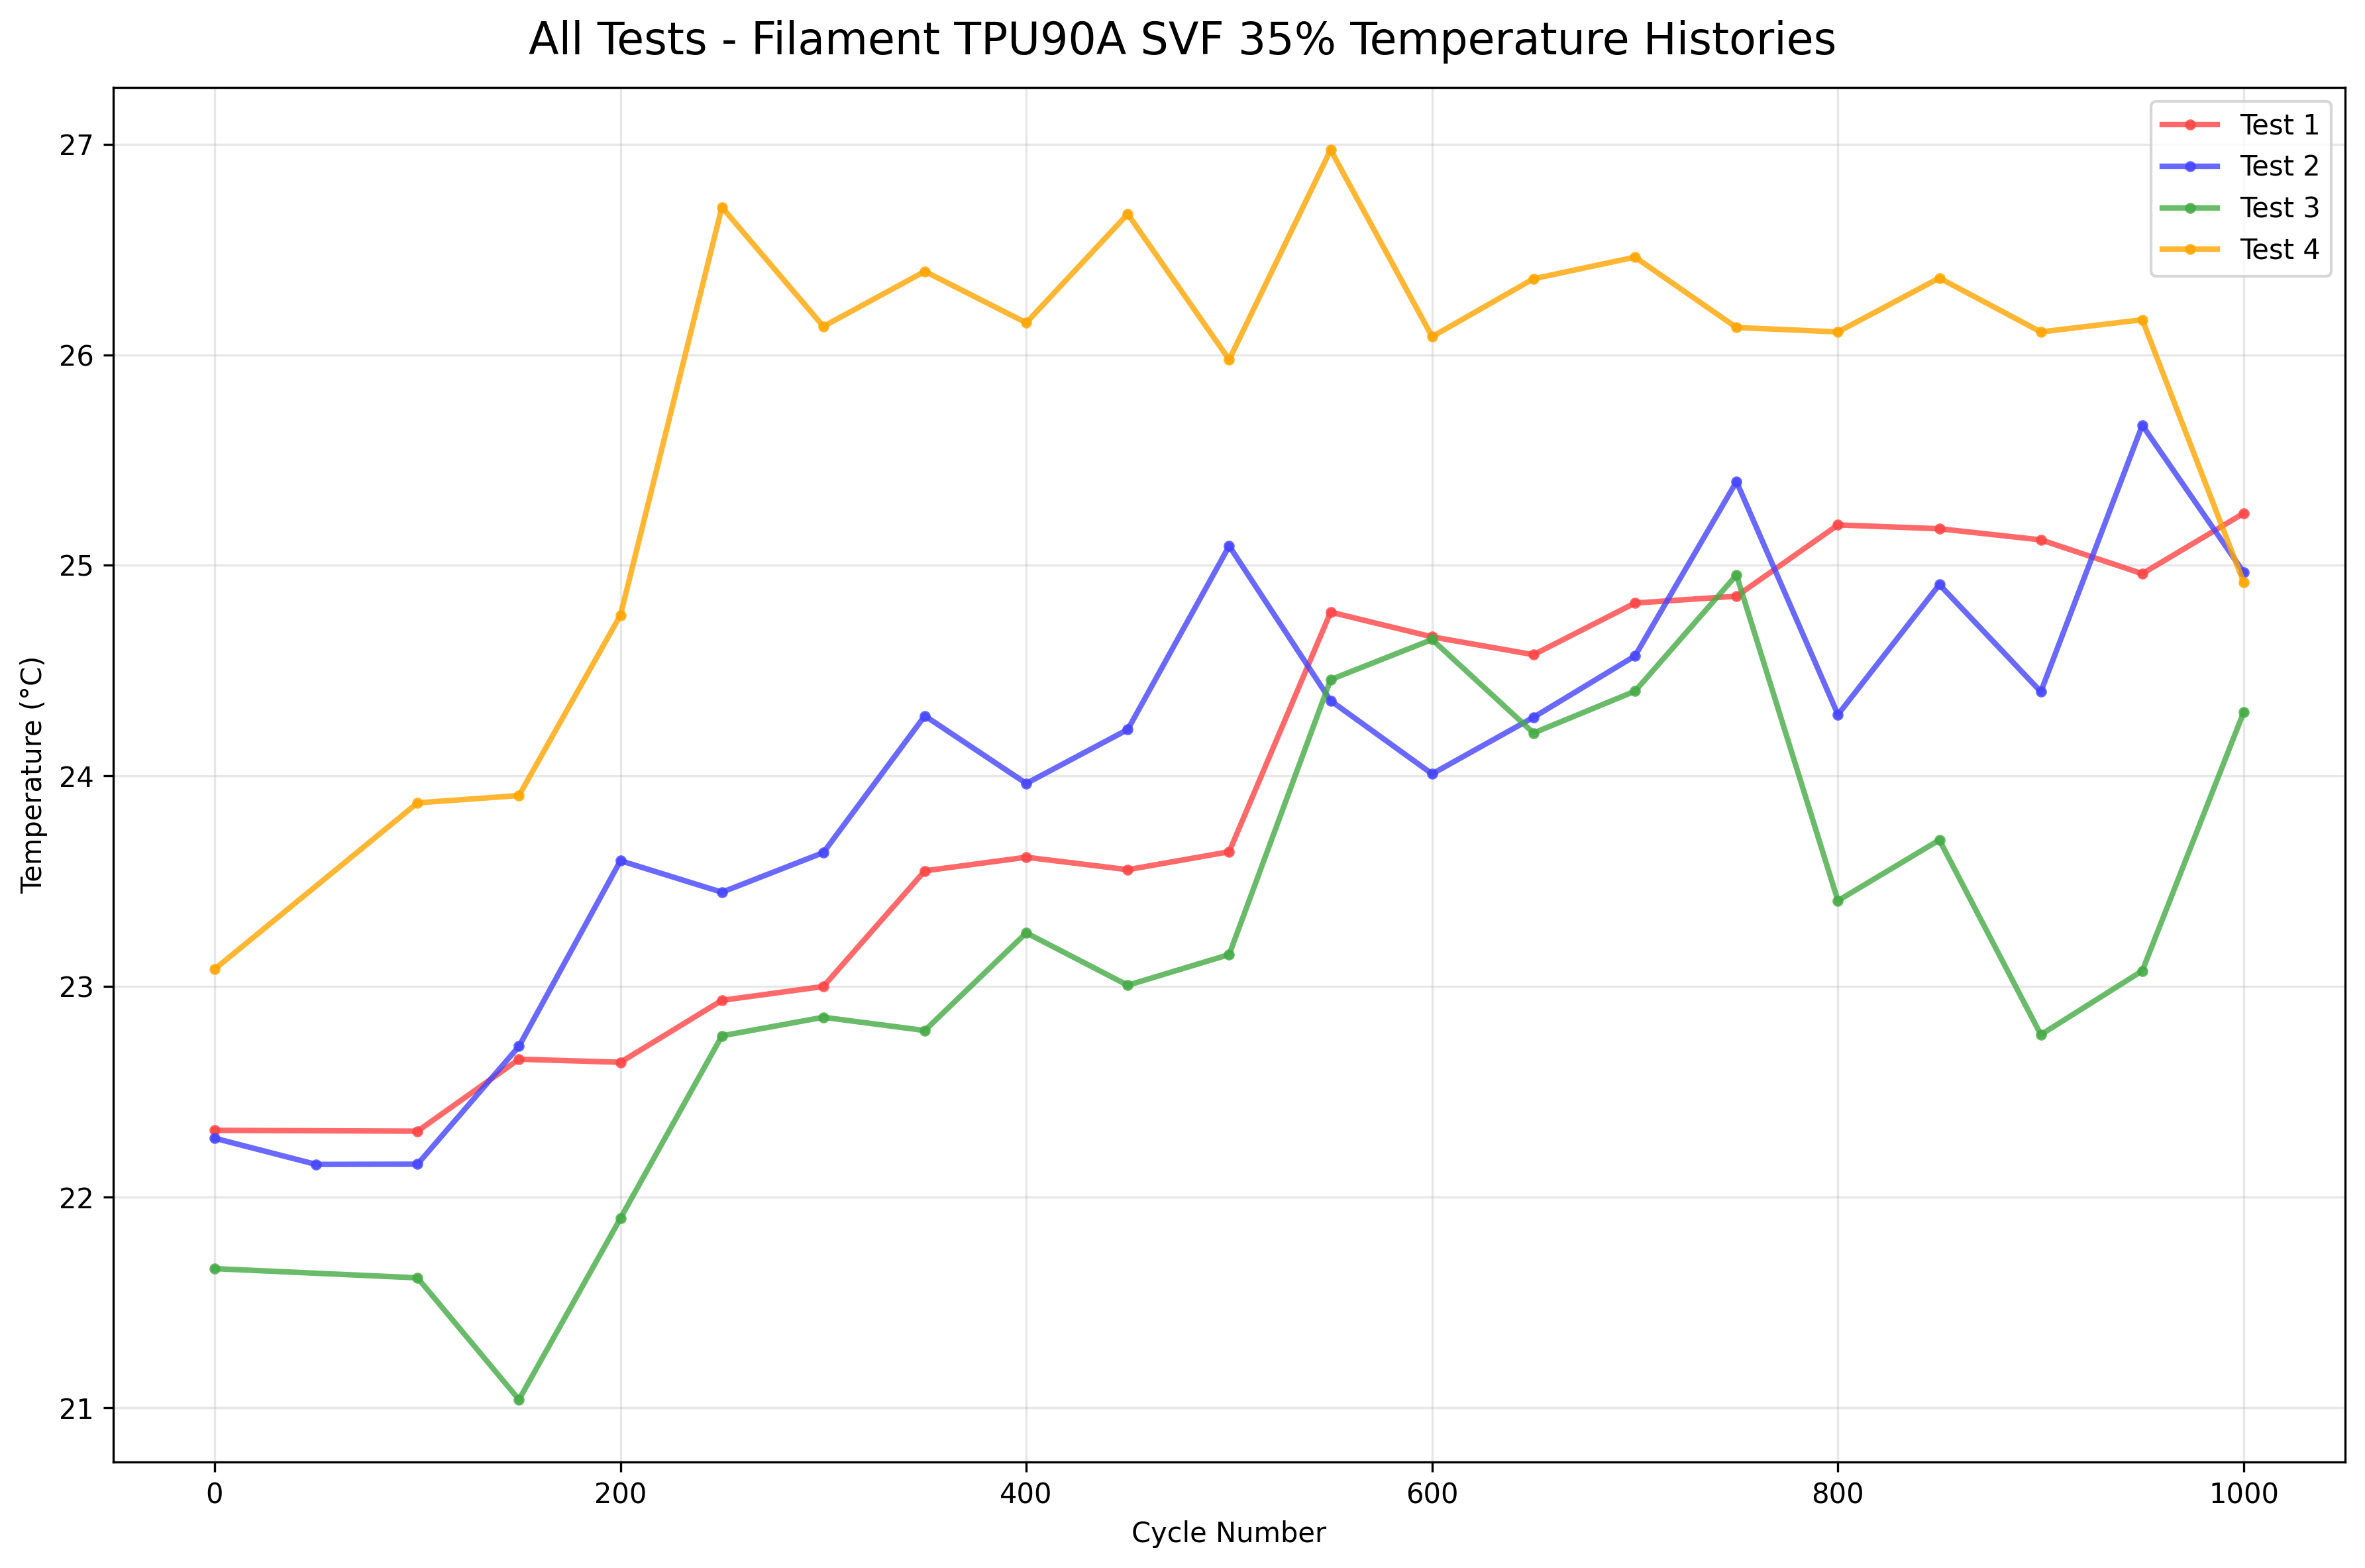 All Tests - Filament TPU90A SVF 35% Temperature Histories
Test 1
Test 2
Test 3
Test 4
27
26
25
24
23
22
21
Temperature (°C)
0 200 400 600 800 1000
Cycle Number